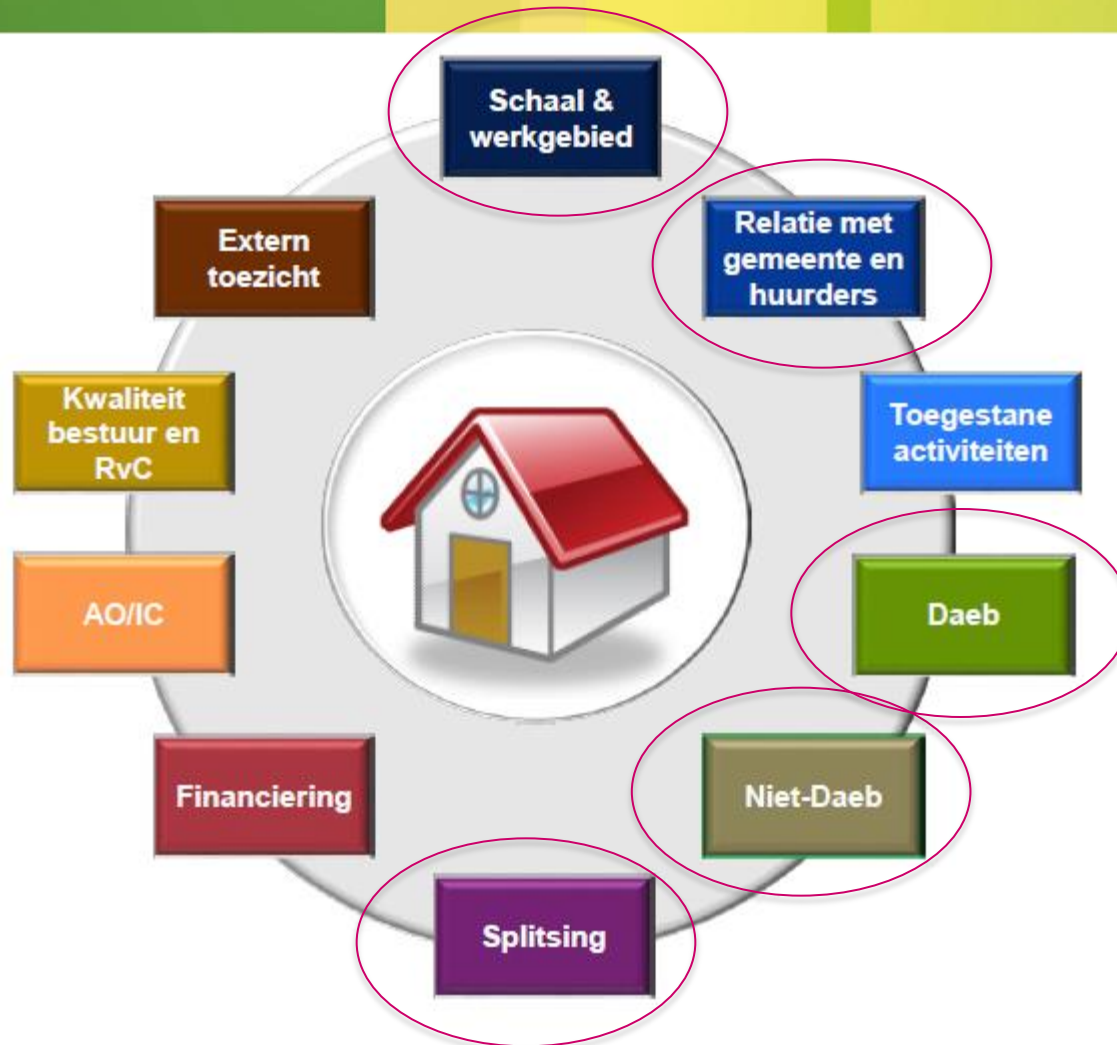 Schaal &
werkgebied
Relatie met
gemeente en
huurders
Toegestane
activiteiten
Daeb
Niet-Daeb
Splitsing
Financiering
AO/IC
Kwaliteit
bestuur en
RvC
Extern
toezicht